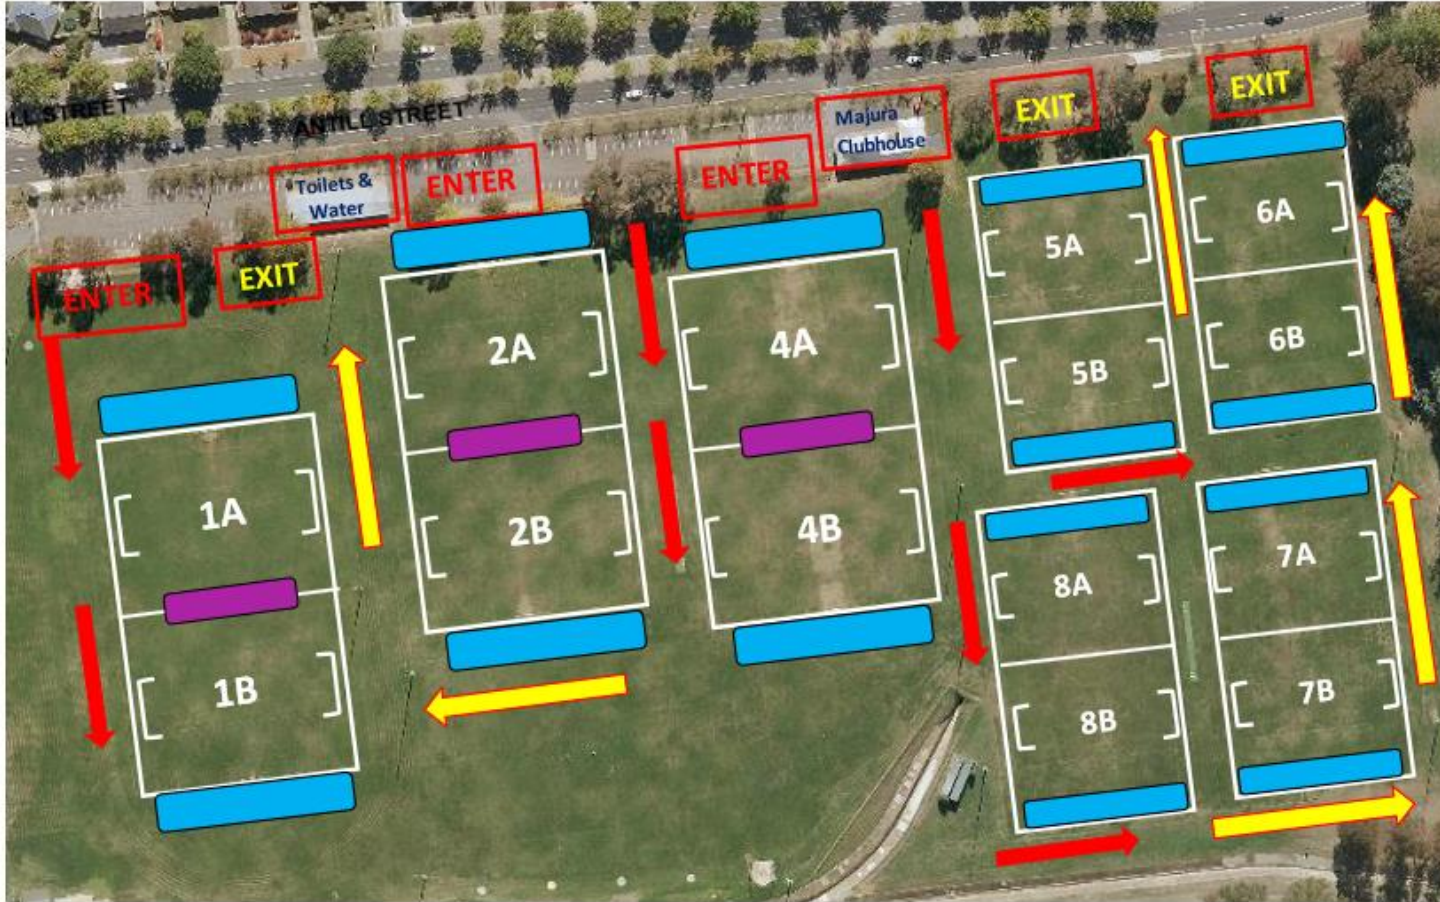 ILL STREET
ANTILL STREET
EXIT
EXIT
Majura
Clubhouse
Toilets &
Water
ENTER
ENTER
ENTER
EXIT
5A
6A
5B
6B
2A
4A
1A
2B
4B
8A
7A
1B
8B
7B